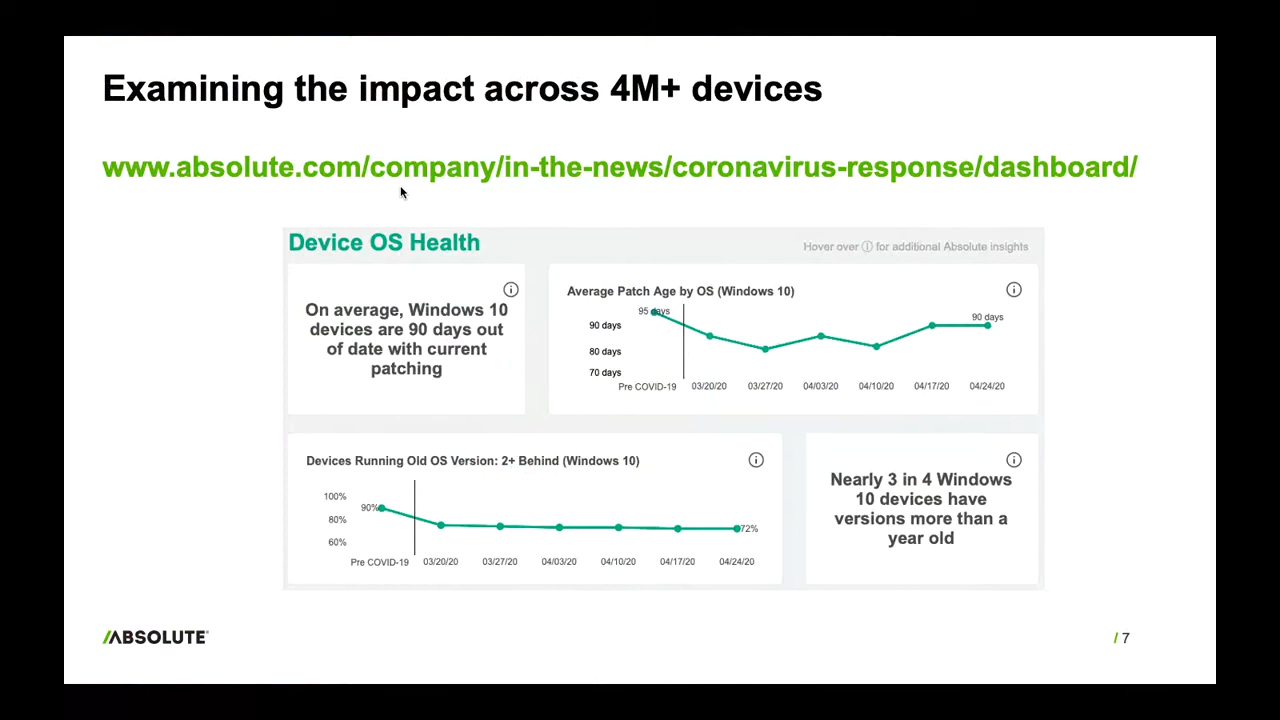 Examining the impact across 4M+ devices
www.absolute.com/company/in-the-news/coronavirus-response/dashboard/
Device OS Health
Hover over ⓘ for additional Absolute insights
On average, Windows 10
devices are 90 days out
of date with current
patching
Average Patch Age by OS (Windows 10)
95 days
90 days
90 days
80 days
70 days
Pre COVID-19 03/20/20 03/27/20 04/03/20 04/10/20 04/17/20 04/24/20
Devices Running Old OS Version: 2+ Behind (Windows 10)
100%
90%
80%
72%
60%
Pre COVID-19 03/20/20 03/27/20 04/03/20 04/10/20 04/17/20 04/24/20
Nearly 3 in 4 Windows
10 devices have
versions more than a
year old
/ABSOLUTE
/ 7